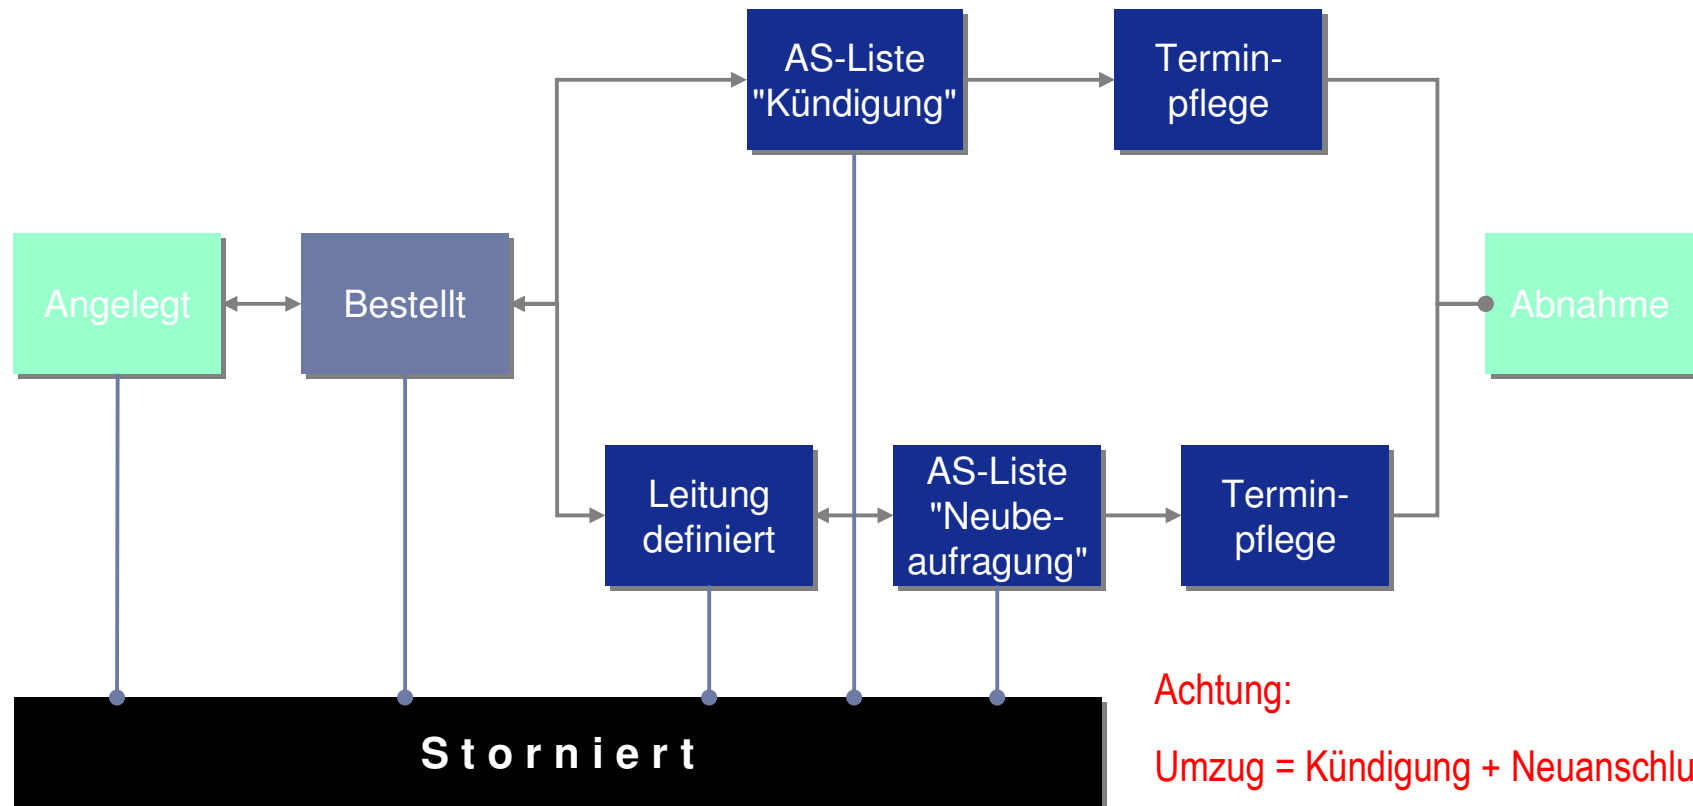 AS-Liste
"Kündigung"
Termin-
pflege
Angelegt
Bestellt
Abnahme
Leitung
definiert
AS-Liste
"Neube-
aufragung"
Termin-
pflege
Storniert
Achtung:
Umzug = Kündigung + Neuanschlu